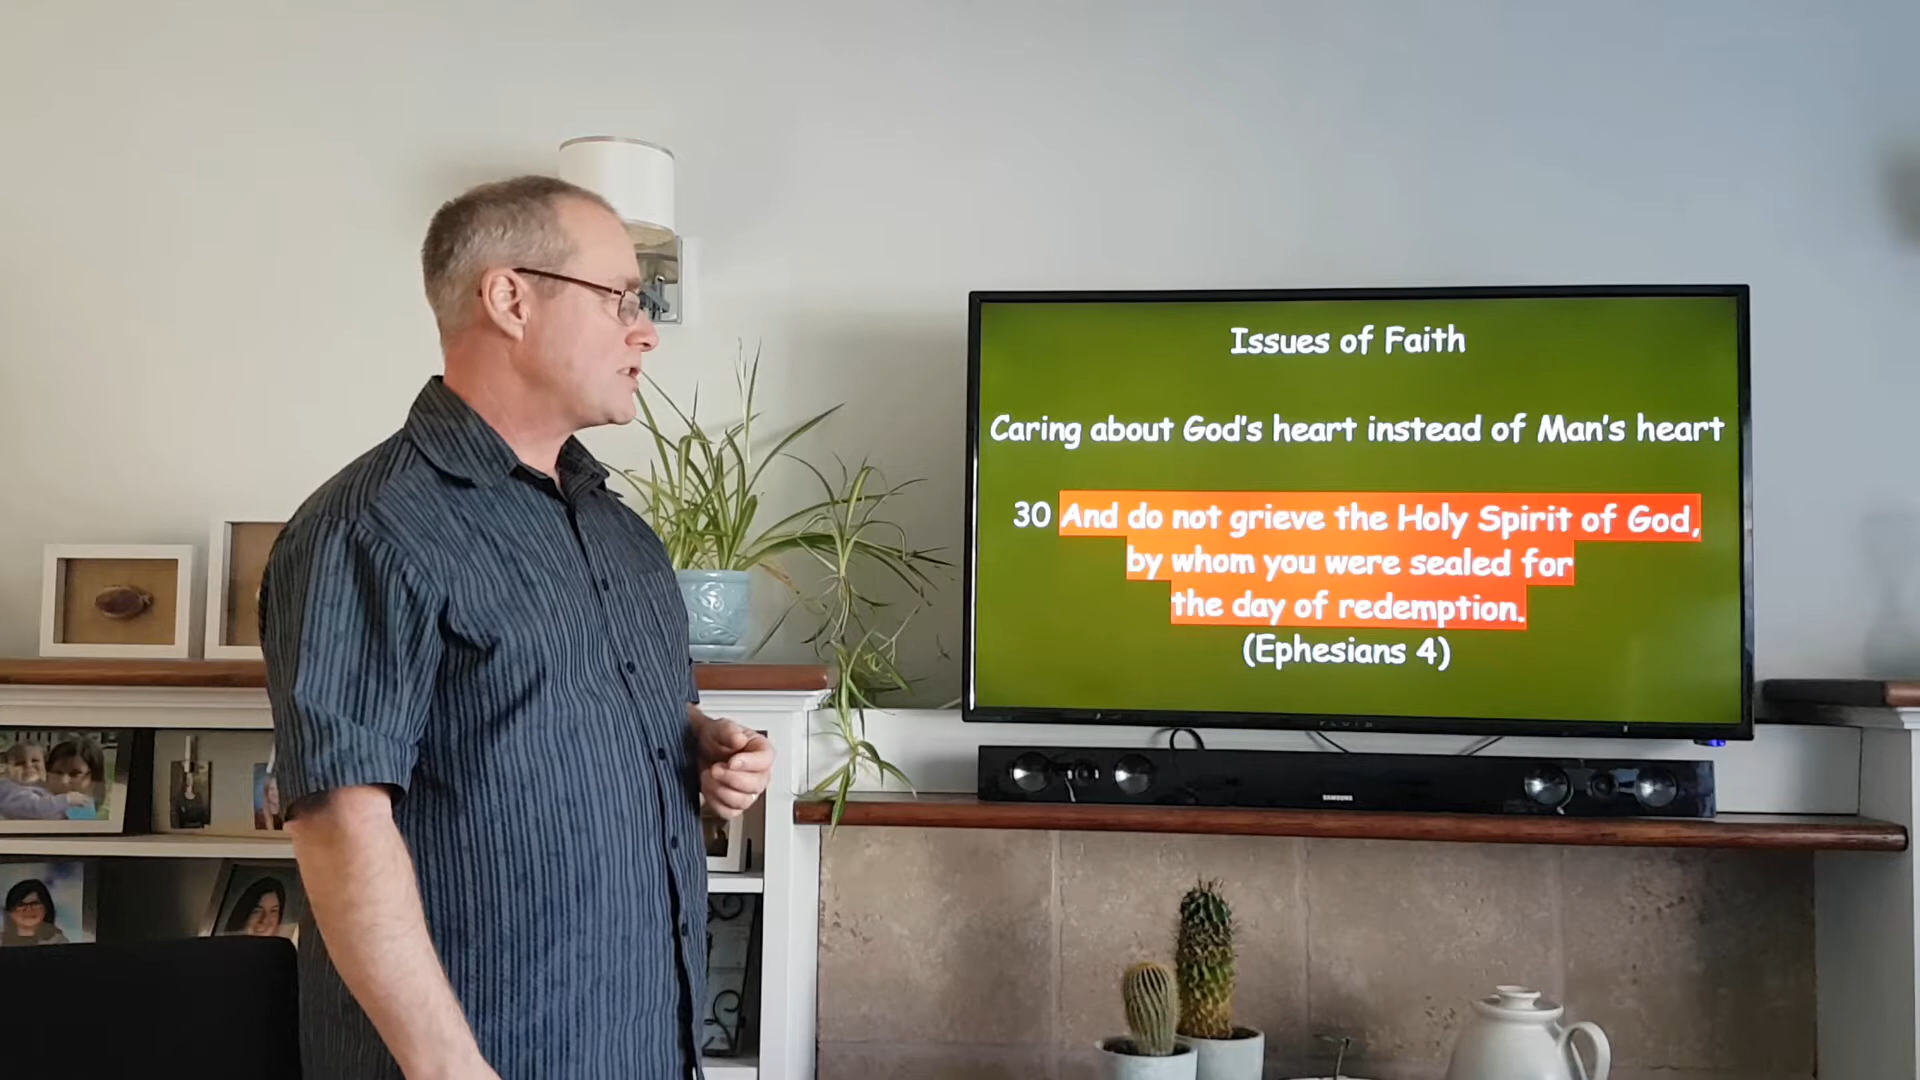 Issues of Faith
Caring about God's heart instead of Man's heart
30 And do not grieve the Holy Spirit of God,
by whom you were sealed for
the day of redemption.
(Ephesians 4)
SAMSUNG